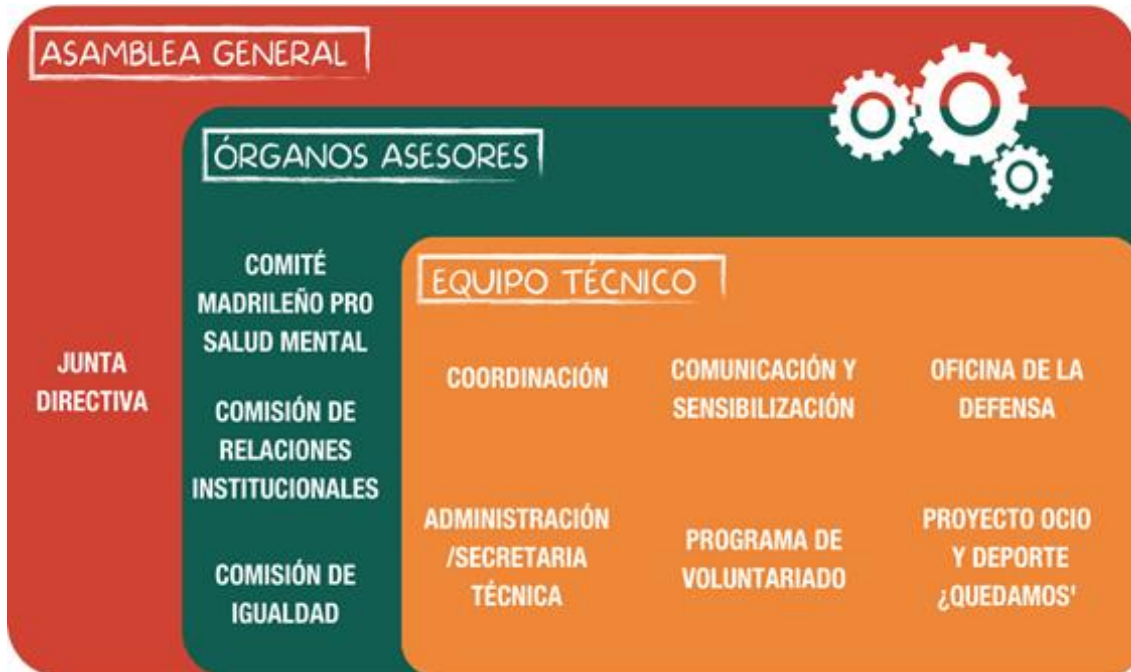 ASAMBLEA GENERAL
ÓRGANOS ASESORES
EQUIPO TÉCNICO
JUNTA
DIRECTIVA
COMITÉ
MADRILEÑO PRO
SALUD MENTAL
COMISIÓN DE
RELACIONES
INSTITUCIONALES
COMISIÓN DE
IGUALDAD
COORDINACIÓN
COMUNICACIÓN Y
SENSIBILIZACIÓN
OFICINA DE LA
DEFENSA
ADMINISTRACIÓN
/SECRETARIA
TÉCNICA
PROGRAMA DE
VOLUNTARIADO
PROYECTO OCIO
Y DEPORTE
¿QUEDAMOS'